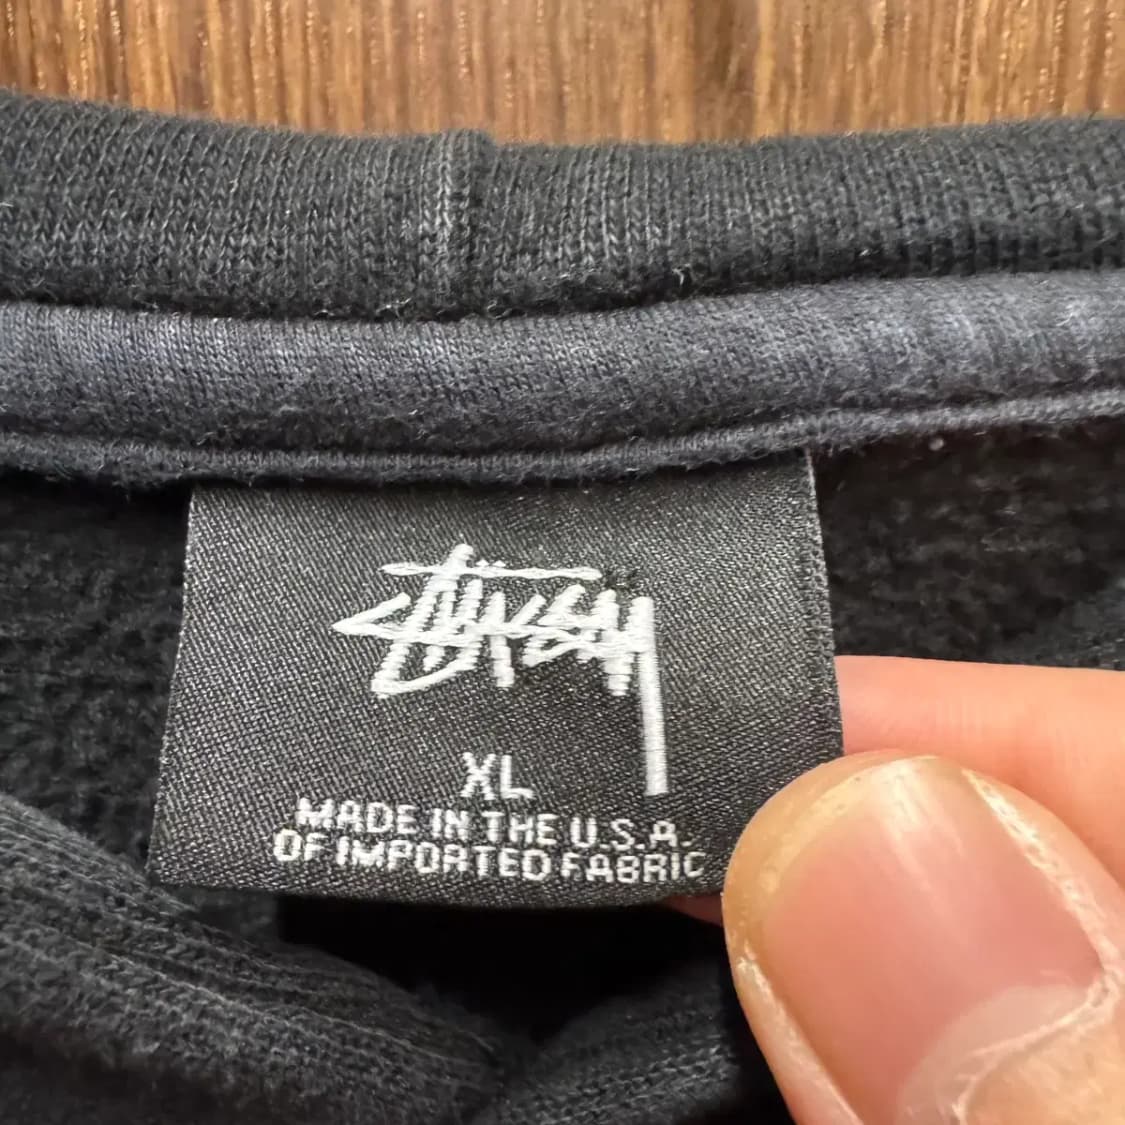 Stüssy
XL
MADE IN THE U.S.A.
OF IMPORTED FABRIC